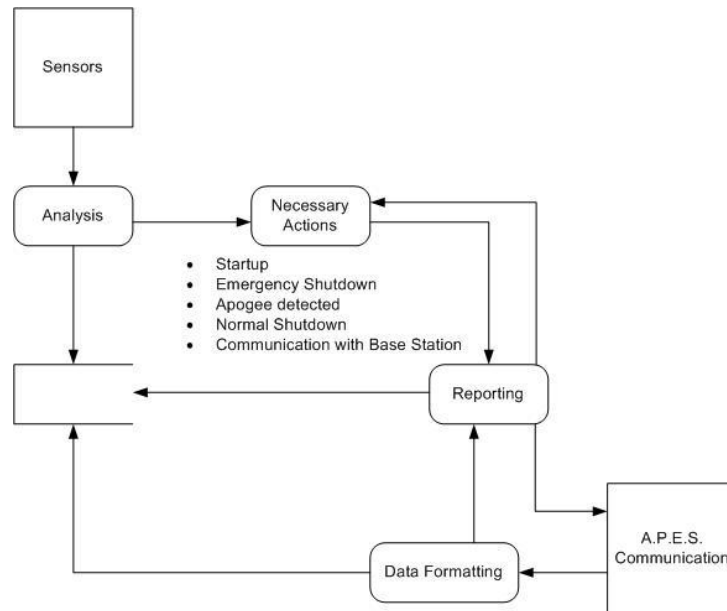 Sensors
Analysis
Necessary
Actions
• Startup
• Emergency Shutdown
• Apogee detected
• Normal Shutdown
• Communication with Base Station
Reporting
A.P.E.S.
Communication
Data Formatting